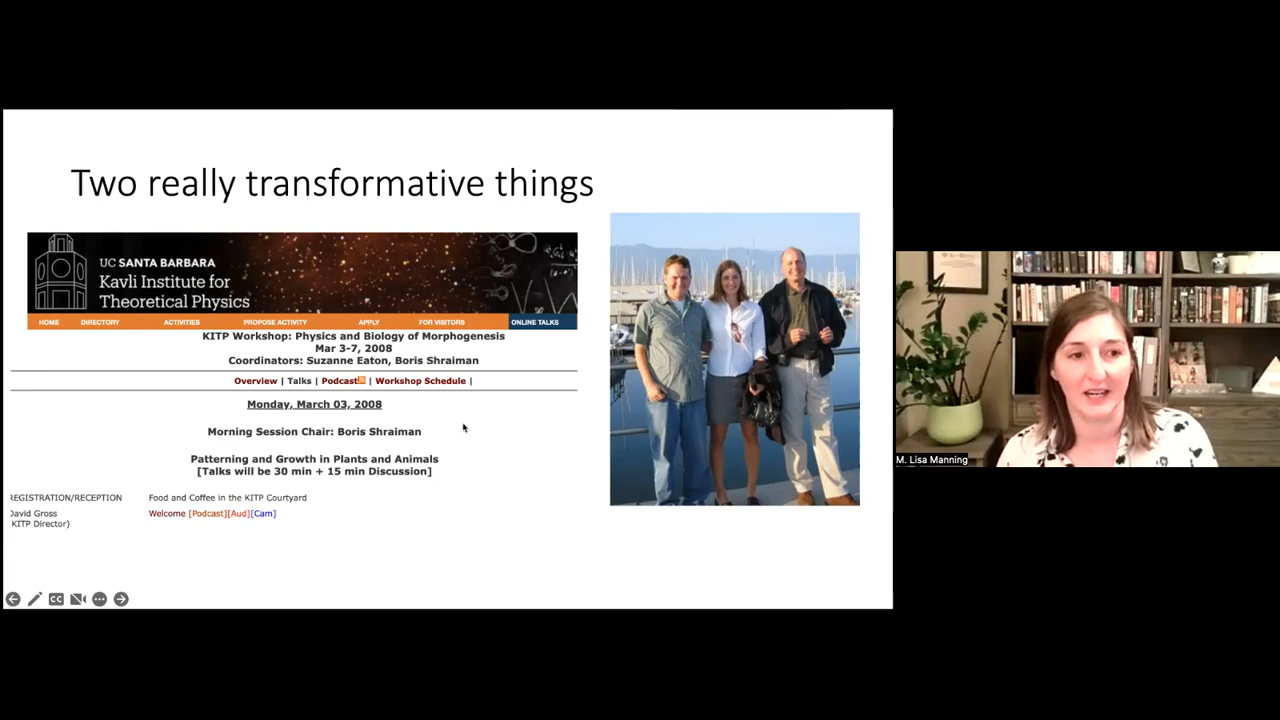 Two really transformative things
UC SANTA BARBARA
Kavli Institute for
Theoretical Physics
HOME DIRECTORY ACTIVITIES PROPOSE ACTIVITY APPLY FOR VISITORS ONLINE TALKS
KITP Workshop: Physics and Biology of Morphogenesis
Mar 3-7, 2008
Coordinators: Suzanne Eaton, Boris Shraiman
Overview | Talks | Podcast | Workshop Schedule |
Monday, March 03, 2008
Morning Session Chair: Boris Shraiman
Patterning and Growth in Plants and Animals
[Talks will be 30 min + 15 min Discussion]
REGISTRATION/RECEPTION Food and Coffee in the KITP Courtyard
David Gross Welcome [Podcast][Aud][Cam]
KITP Director)
CC
M. Lisa Manning